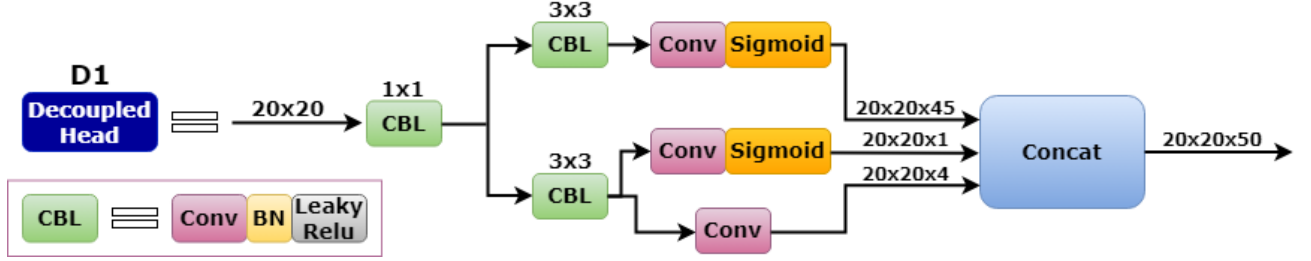 D1
Decoupled
Head
20x20
1x1
CBL
3x3
CBL
Conv
Sigmoid
3x3
CBL
Conv
Sigmoid
Conv
20x20x45
20x20x1
20x20x4
Concat
20x20x50
CBL
Conv
BN
Leaky
Relu